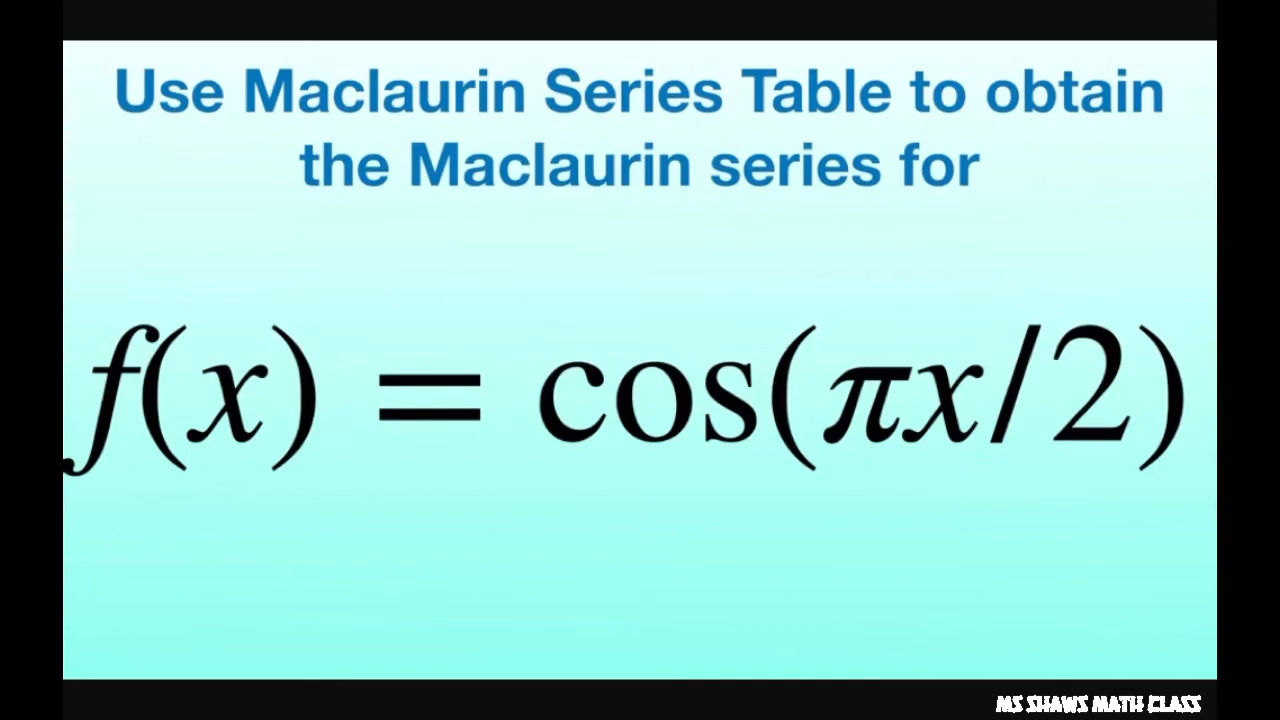 Use Maclaurin Series Table to obtain
the Maclaurin series for
f(x) = cos(πx/2)
MS SHAWS MATH CLASS